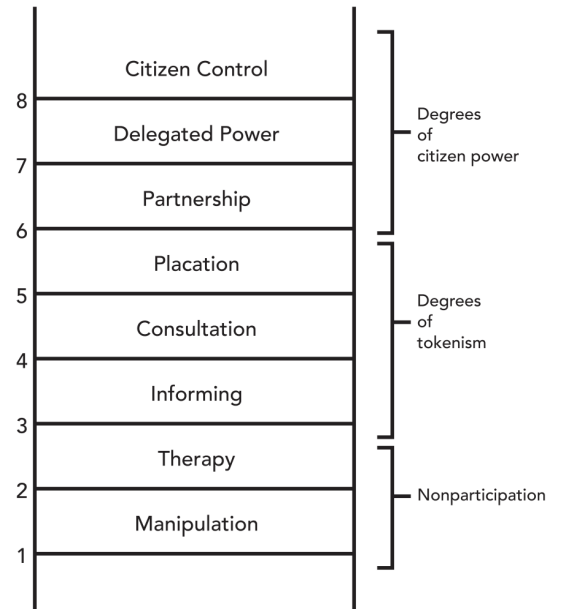 Citizen Control
8
Delegated Power
7
Partnership
6
Placation
5
Consultation
4
Informing
3
Therapy
2
Manipulation
1
Degrees
of
citizen power
Degrees
of
tokenism
Nonparticipation